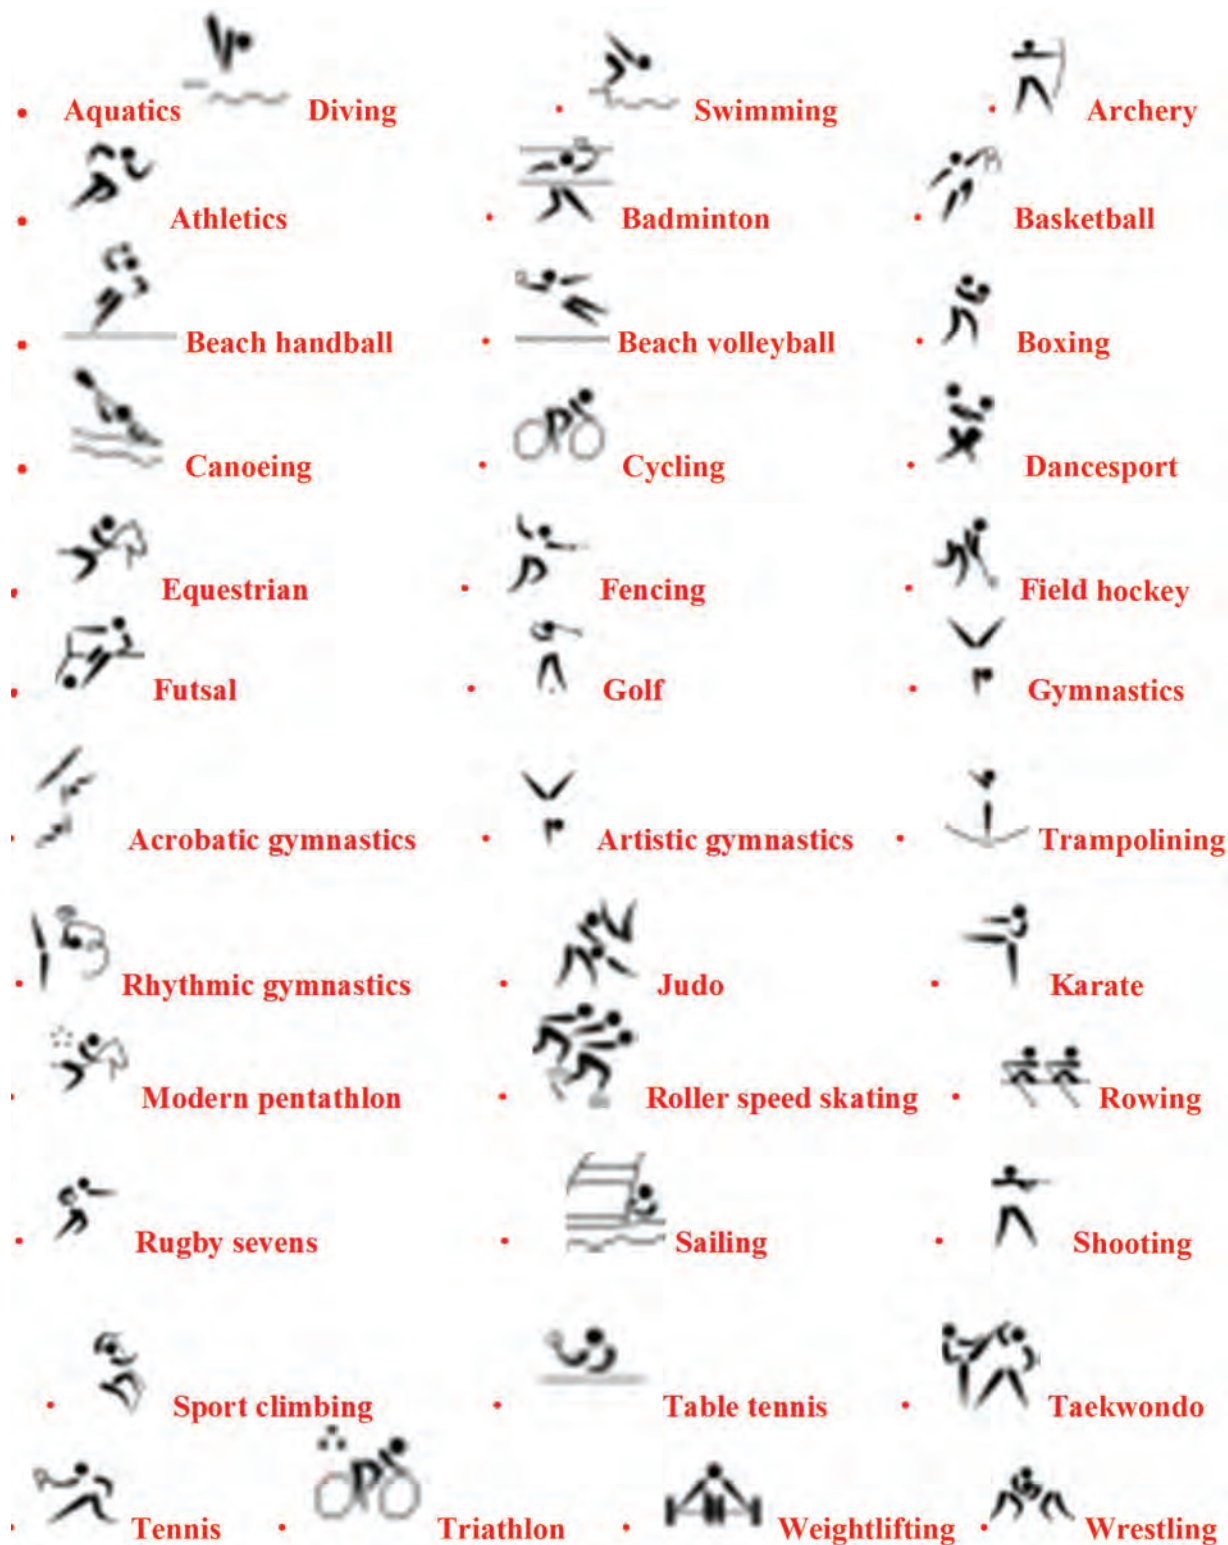 • Aquatics Diving • Swimming • Archery
• Athletics • Badminton • Basketball
• Beach handball • Beach volleyball • Boxing
• Canoeing • Cycling • Dancesport
• Equestrian • Fencing • Field hockey
• Futsal • Golf • Gymnastics
• Acrobatic gymnastics • Artistic gymnastics • Trampolining
• Rhythmic gymnastics • Judo • Karate
• Modern pentathlon • Roller speed skating • Rowing
• Rugby sevens • Sailing • Shooting
• Sport climbing • Table tennis • Taekwondo
• Tennis • Triathlon • Weightlifting • Wrestling